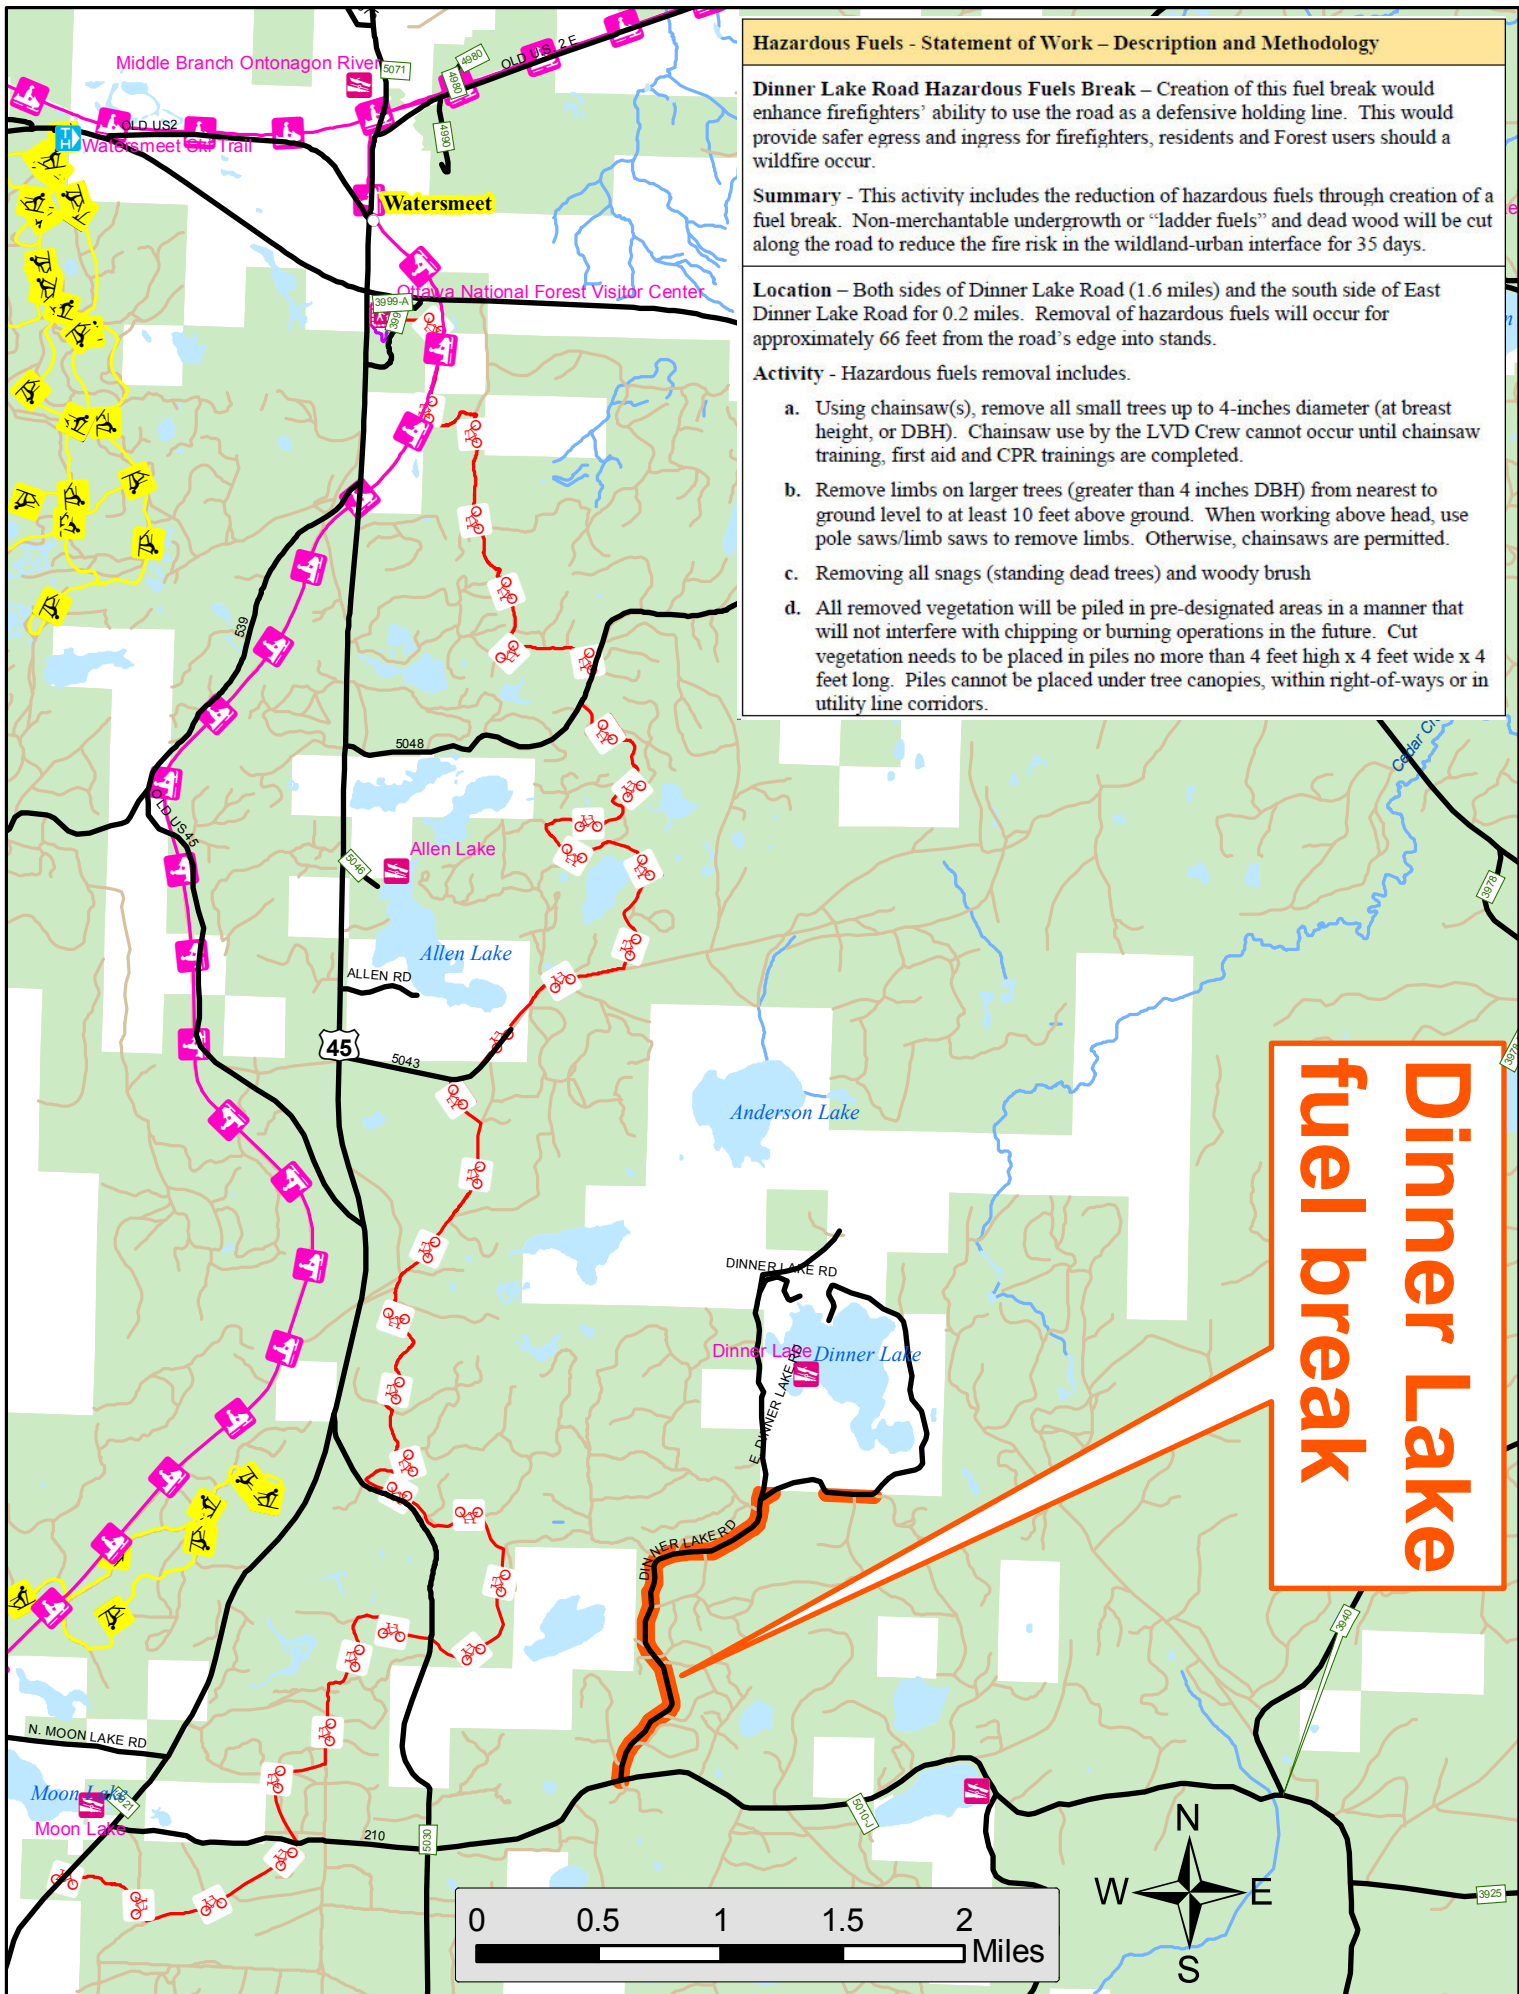 Hazardous Fuels - Statement of Work – Description and Methodology
Dinner Lake Road Hazardous Fuels Break – Creation of this fuel break would
enhance firefighters’ ability to use the road as a defensive holding line. This would
provide safer egress and ingress for firefighters, residents and Forest users should a
wildfire occur.
Summary - This activity includes the reduction of hazardous fuels through creation of a
fuel break. Non-merchantable undergrowth or “ladder fuels” and dead wood will be cut
along the road to reduce the fire risk in the wildland-urban interface for 35 days.
Location – Both sides of Dinner Lake Road (1.6 miles) and the south side of East
Dinner Lake Road for 0.2 miles. Removal of hazardous fuels will occur for
approximately 66 feet from the road’s edge into stands.
Activity - Hazardous fuels removal includes.
a. Using chainsaw(s), remove all small trees up to 4-inches diameter (at breast
height, or DBH). Chainsaw use by the LVD Crew cannot occur until chainsaw
training, first aid and CPR trainings are completed.
b. Remove limbs on larger trees (greater than 4 inches DBH) from nearest to
ground level to at least 10 feet above ground. When working above head, use
pole saws/limb saws to remove limbs. Otherwise, chainsaws are permitted.
c. Removing all snags (standing dead trees) and woody brush
d. All removed vegetation will be piled in pre-designated areas in a manner that
will not interfere with chipping or burning operations in the future. Cut
vegetation needs to be placed in piles no more than 4 feet high x 4 feet wide x 4
feet long. Piles cannot be placed under tree canopies, within right-of-ways or in
utility line corridors.
Middle Branch Ontonagon River
5071
4980
4980
OLD U.S. 2 E
OLD US2
TH
Watersmeet Ski Trail
4990
Watersmeet
Ottawa National Forest Visitor Center
3999-A
399
539
5048
OLD US 45
5046
Allen Lake
Allen Lake
ALLEN RD
45
5043
Cedar
3978
3978
Anderson Lake
Dinner Lake
fuel break
DINNER LAKE RD
Dinner Lake
Dinner Lake
E. DINNER LAKE RD
DINNER LAKE RD
3940
N. MOON LAKE RD
Moon Lake
Moon Lake
210
5030
5010-J
3925
N
W
E
S
0 0.5 1 1.5 2
Miles